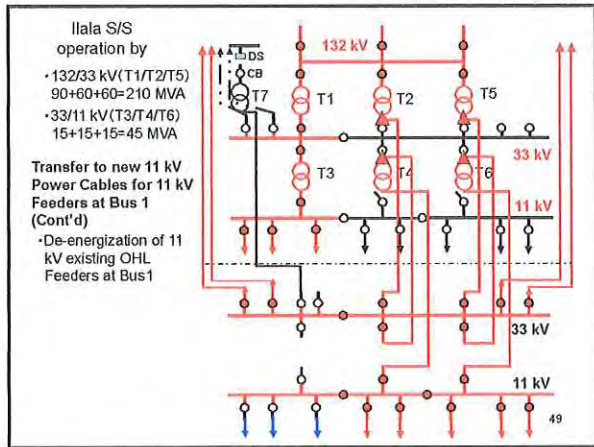 Ilala S/S
operation by
・132/33 kV(T1/T2/T5)
90+60+60=210 MVA
・33/11 kV(T3/T4/T6)
15+15+15=45 MVA
Transfer to new 11 kV
Power Cables for 11 kV
Feeders at Bus 1
(Cont'd)
・De-energization of 11
kV existing OHL
Feeders at Bus1
132 kV
DS
CB
T7
T1
T2
T5
33 kV
T3
T4
T6
11 kV
33 kV
11 kV
49